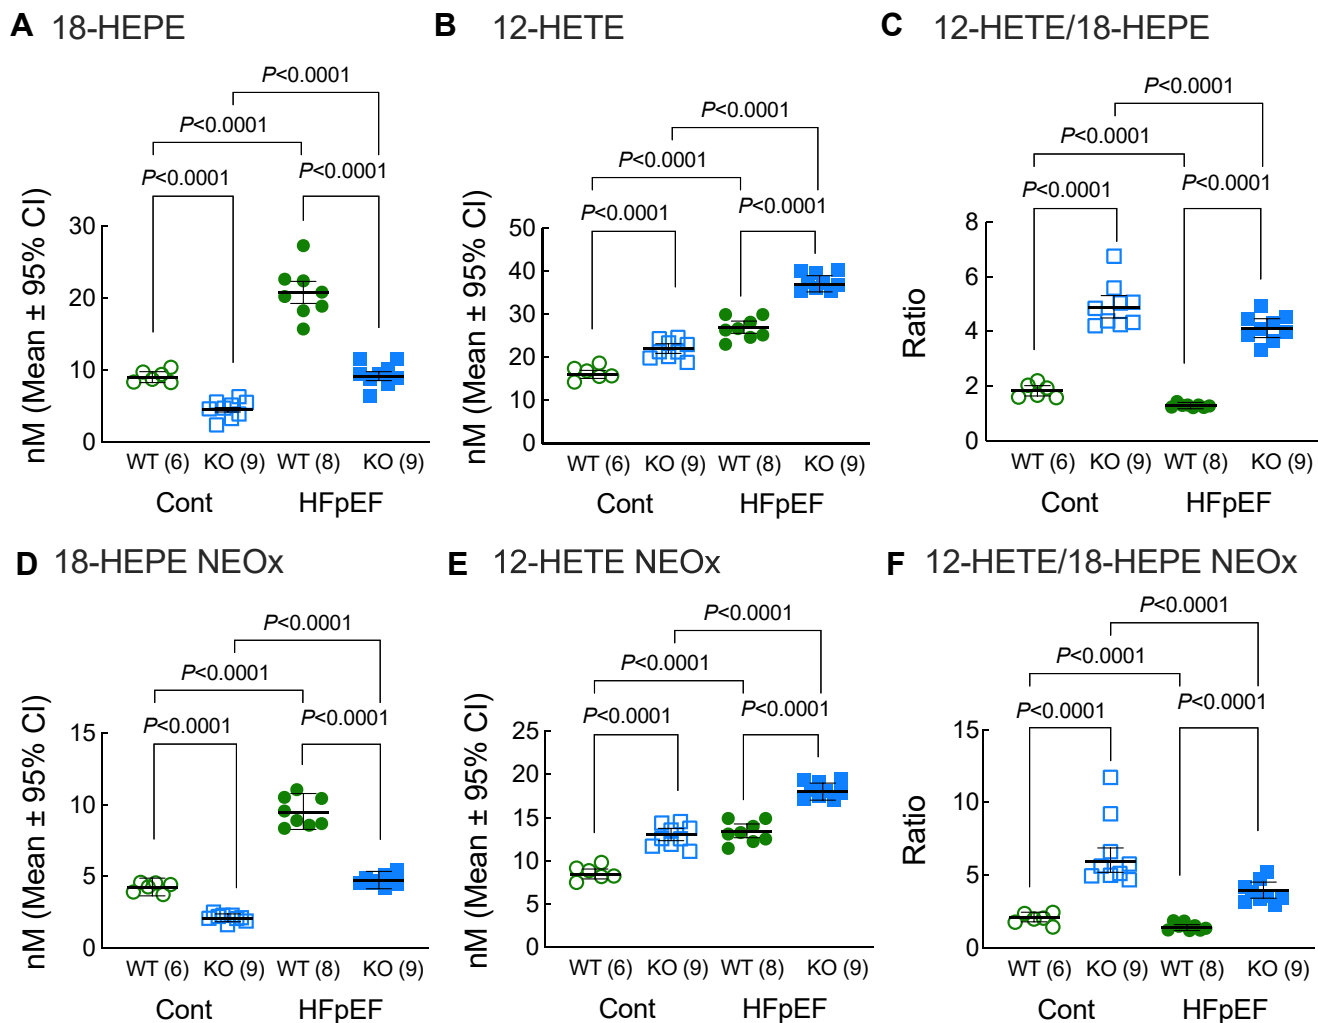 A 18-HEPE
P<0.0001
P<0.0001
P<0.0001
P<0.0001
nM (Mean ± 95% CI)
30
20
10
0
WT (6) KO (9) WT (8) KO (9)
Cont HFpEF
B 12-HETE
P<0.0001
P<0.0001
P<0.0001
P<0.0001
nM (Mean ± 95% CI)
50
40
30
20
10
0
WT (6) KO (9) WT (8) KO (9)
Cont HFpEF
C 12-HETE/18-HEPE
P<0.0001
P<0.0001
P<0.0001
P<0.0001
Ratio
8
6
4
2
0
WT (6) KO (9) WT (8) KO (9)
Cont HFpEF
D 18-HEPE NEOx
P<0.0001
P<0.0001
P<0.0001
P<0.0001
nM (Mean ± 95% CI)
15
10
5
0
WT (6) KO (9) WT (8) KO (9)
Cont HFpEF
E 12-HETE NEOx
P<0.0001
P<0.0001
P<0.0001
P<0.0001
nM (Mean ± 95% CI)
25
20
15
10
5
0
WT (6) KO (9) WT (8) KO (9)
Cont HFpEF
F 12-HETE/18-HEPE NEOx
P<0.0001
P<0.0001
P<0.0001
P<0.0001
Ratio
15
10
5
0
WT (6) KO (9) WT (8) KO (9)
Cont HFpEF